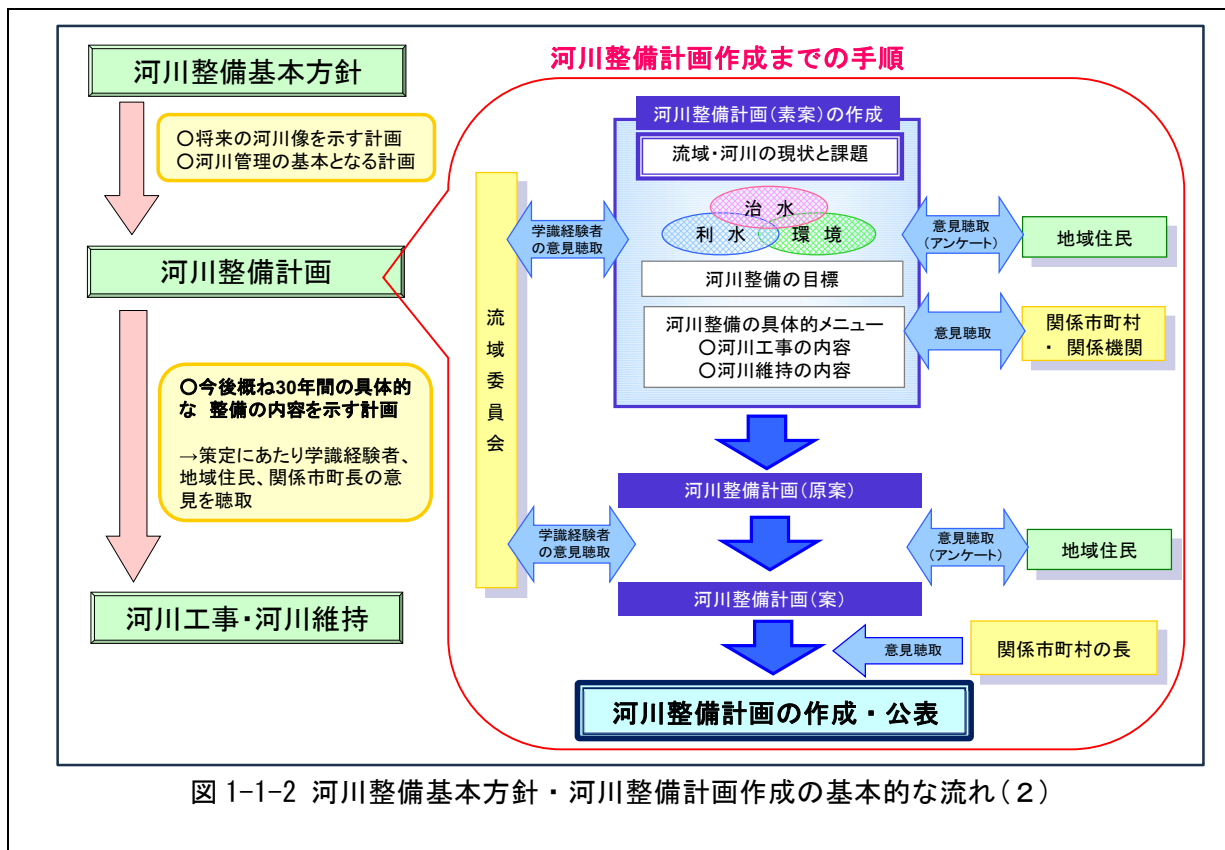 河川整備基本方針
〇将来の河川像を示す計画
〇河川管理の基本となる計画
河川整備計画
〇今後概ね30年間の具体的
な 整備の内容を示す計画
→策定にあたり学識経験者、
地域住民、関係市町長の意
見を聴取
河川工事・河川維持
河川整備計画作成までの手順
河川整備計画(素案)の作成
流域・河川の現状と課題
治 水
利 水
環 境
河川整備の目標
河川整備の具体的メニュー
〇河川工事の内容
〇河川維持の内容
流域委員会
学識経験者
の意見聴取
意見聴取
(アンケート)
地域住民
意見聴取
関係市町村
・ 関係機関
河川整備計画(原案)
学識経験者
の意見聴取
意見聴取
(アンケート)
地域住民
河川整備計画(案)
意見聴取
関係市町村の長
河川整備計画の作成・公表
図 1-1-2 河川整備基本方針・河川整備計画作成の基本的な流れ(2)